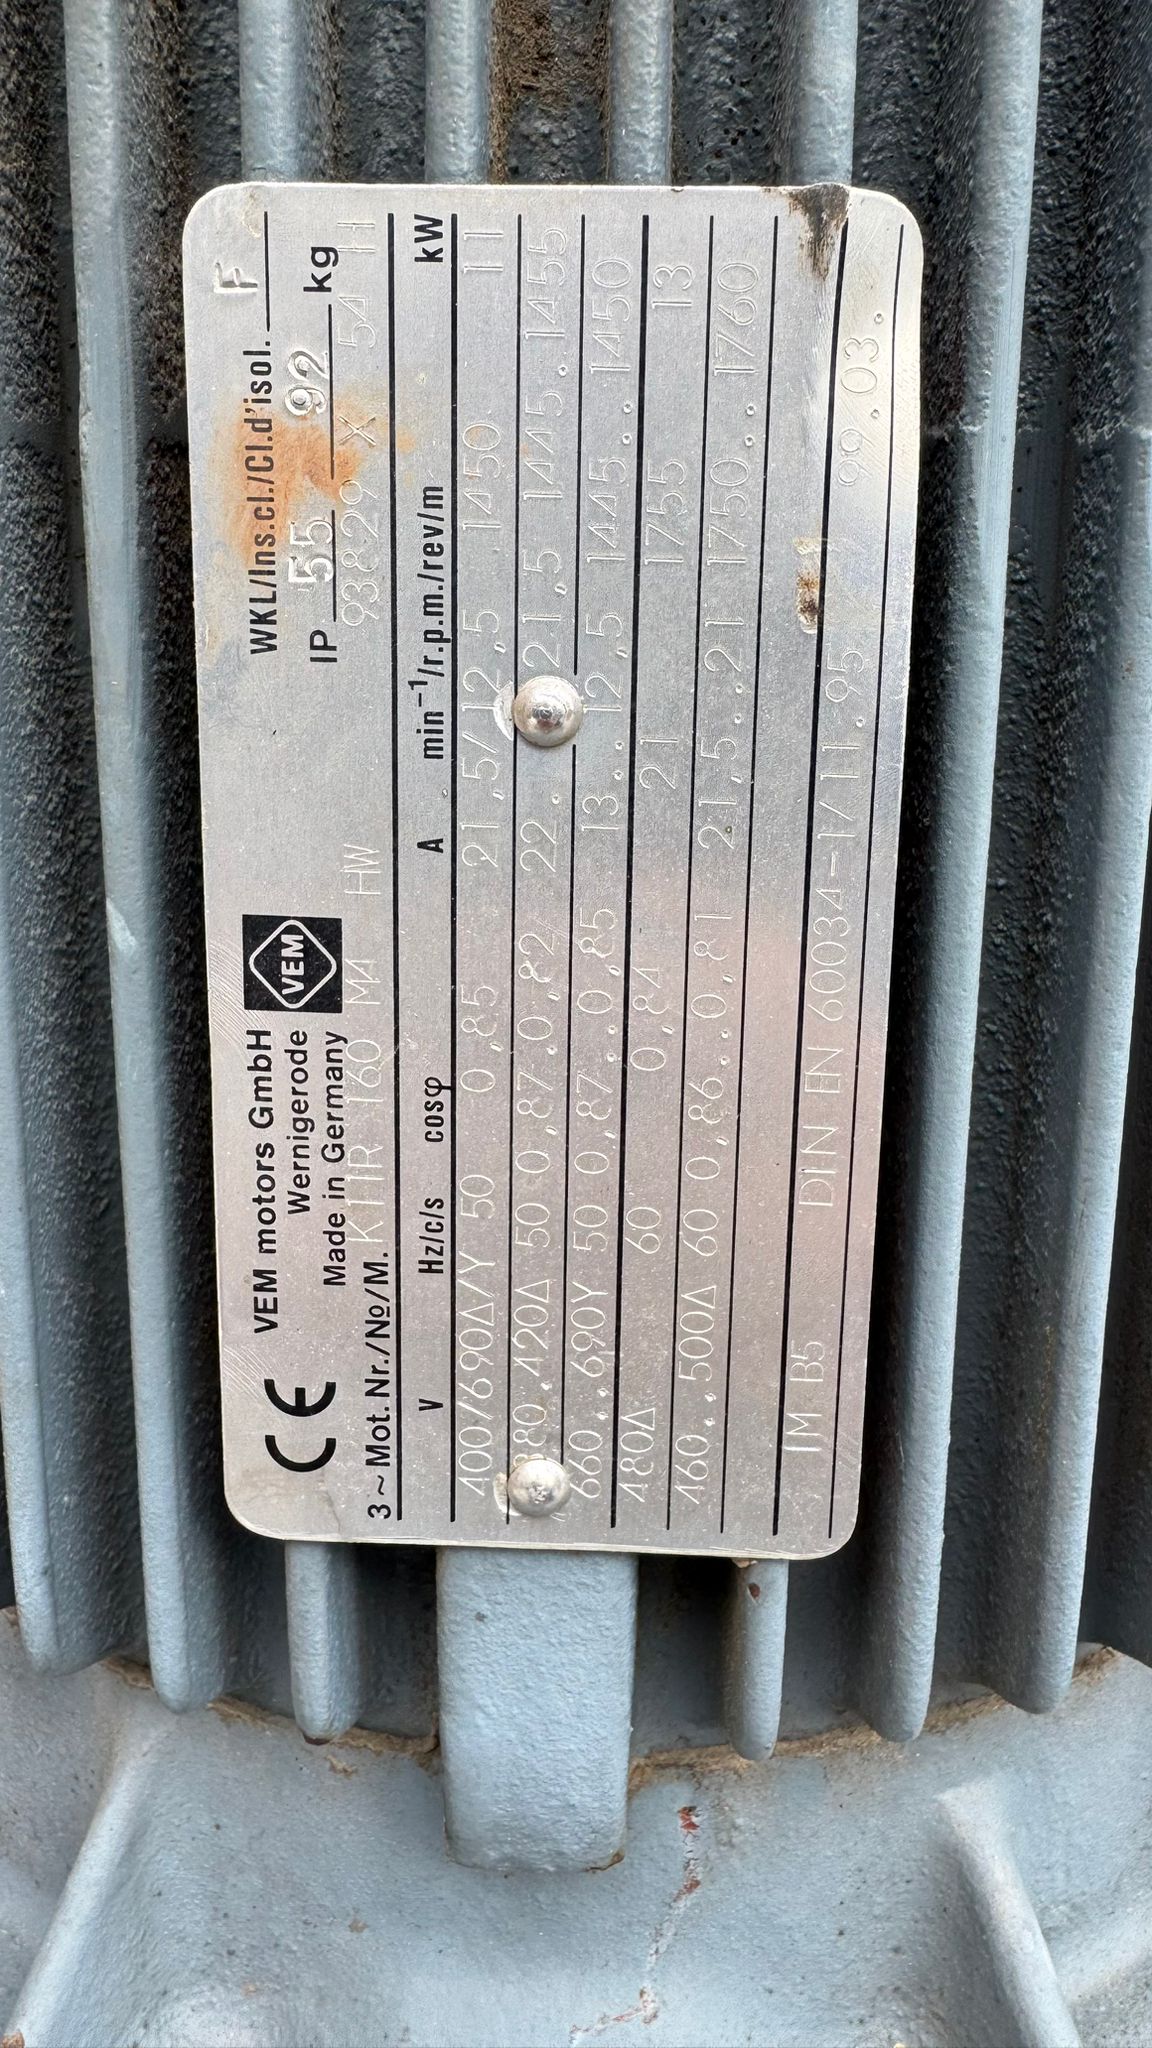 CE
VEM motors GmbH
Wernigerode
Made in Germany
VEM
WKL/Ins.cl./Cl.d'isol. F
IP 55 92 kg
3~Mot.Nr./No/M. K11R 160 M4 HW 93829 X 54 H
V Hz/c/s cosφ A min⁻¹/r.p.m./rev/m kW
400/690Δ/Y 50 0,85 21,5/12,5 1450 11
380.420Δ 50 0,87.0,82 22..21,5 1445.1455
660..690Y 50 0,87..0,85 13..12,5 1445..1450
480Δ 60 0,84 21 1755 13
460..500Δ 60 0,86..0,81 21,5..21 1750..1760
IM B5 DIN EN 60034-1/11.95 99.03.